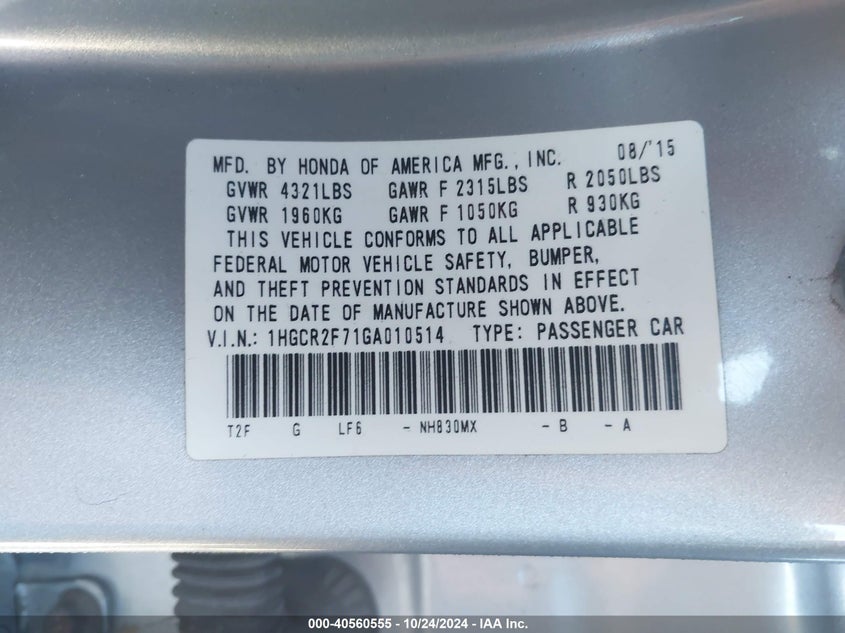 MFD. BY HONDA OF AMERICA MFG., INC. 08/'15
GVWR 4321LBS GAWR F 2315LBS R 2050LBS
GVWR 1960KG GAWR F 1050KG R 930KG
THIS VEHICLE CONFORMS TO ALL APPLICABLE
FEDERAL MOTOR VEHICLE SAFETY, BUMPER,
AND THEFT PREVENTION STANDARDS IN EFFECT
ON THE DATE OF MANUFACTURE SHOWN ABOVE.
V.I.N.: 1HGCR2F71GA010514 TYPE: PASSENGER CAR
T2F G LF6 - NH830MX - B - A
000-40560555 - 10/24/2024 - IAA Inc.